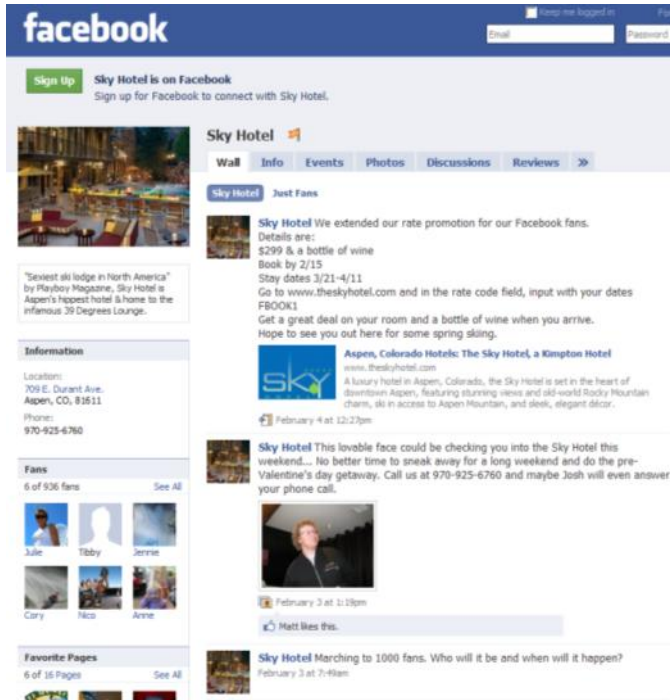 facebook
Keep me logged in
Email
Password
Sign Up
Sky Hotel is on Facebook
Sign up for Facebook to connect with Sky Hotel.
Sky Hotel
Wall Info Events Photos Discussions Reviews »
Sky Hotel Just Fans
"Sexiest ski lodge in North America"
by Playboy Magazine, Sky Hotel is
Aspen's hippest hotel & home to the
infamous 39 Degrees Lounge.
Information
Location:
709 E. Durant Ave.
Aspen, CO, 81611
Phone:
970-925-6760
Fans
6 of 936 fans See All
Julie Tibby Jennie
Cory Nico Anne
Favorite Pages
6 of 16 Pages See All
Sky Hotel We extended our rate promotion for our Facebook fans.
Details are:
$299 & a bottle of wine
Book by 2/15
Stay dates 3/21-4/11
Go to www.theskyhotel.com and in the rate code field, input with your dates
FBOOK1
Get a great deal on your room and a bottle of wine when you arrive.
Hope to see you out here for some spring skiing.
SKY
Aspen, Colorado Hotels: The Sky Hotel, a Kimpton Hotel
www.theskyhotel.com
A luxury hotel in Aspen, Colorado, the Sky Hotel is set in the heart of
downtown Aspen, featuring stunning views and old-world Rocky Mountain
charm, ski in access to Aspen Mountain, and sleek, elegant décor.
February 4 at 12:27pm
Sky Hotel This lovable face could be checking you into the Sky Hotel this
weekend... No better time to sneak away for a long weekend and do the pre-
Valentine's day getaway. Call us at 970-925-6760 and maybe Josh will even answer
your phone call.
February 3 at 1:19pm
Matt likes this.
Sky Hotel Marching to 1000 fans. Who will it be and when will it happen?
February 3 at 7:49am